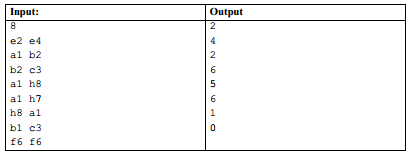 Input: Output
8 2
e2 e4 4
a1 b2 2
b2 c3 6
a1 h8 5
a1 h7 6
h8 a1 1
b1 c3 0
f6 f6